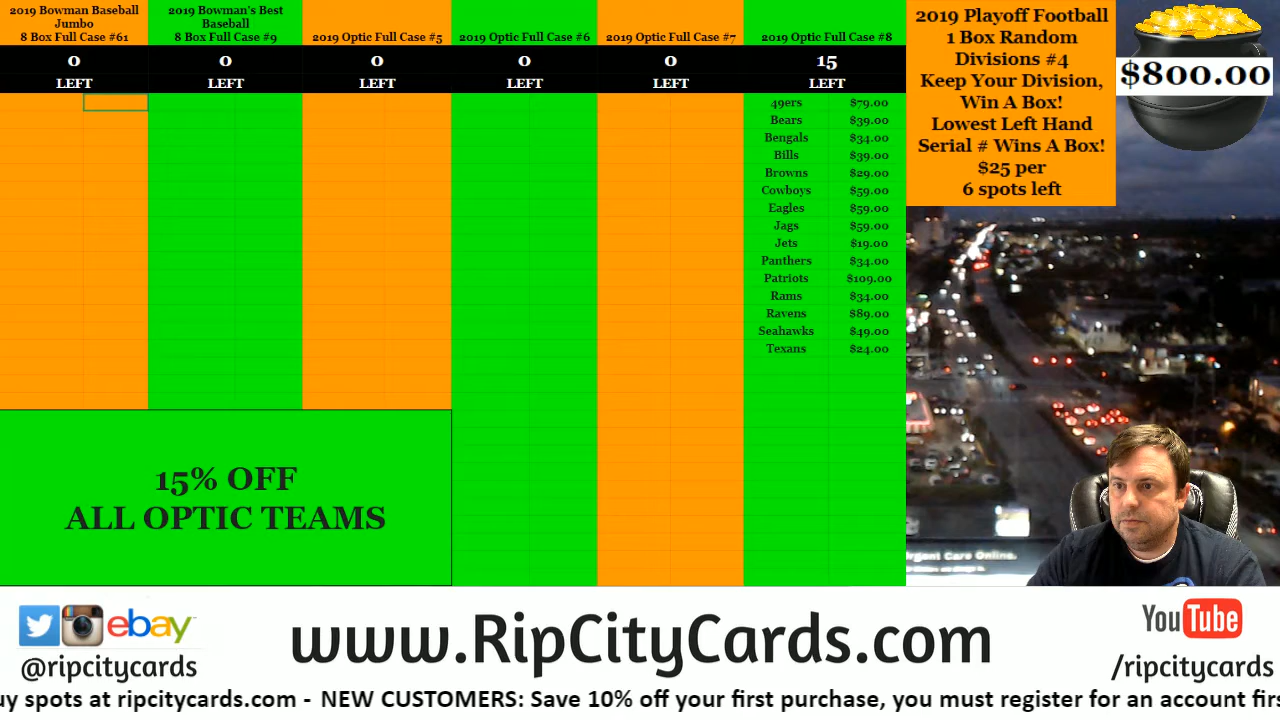 2019 Bowman Baseball
Jumbo
8 Box Full Case #61
2019 Bowman's Best
Baseball
8 Box Full Case #9
2019 Optic Full Case #5
2019 Optic Full Case #6
2019 Optic Full Case #7
2019 Optic Full Case #8
0
0
0
0
0
15
LEFT
LEFT
LEFT
LEFT
LEFT
LEFT
49ers $79.00
Bears $39.00
Bengals $34.00
Bills $39.00
Browns $29.00
Cowboys $59.00
Eagles $59.00
Jags $59.00
Jets $19.00
Panthers $34.00
Patriots $109.00
Rams $34.00
Ravens $89.00
Seahawks $49.00
Texans $24.00
15% OFF
ALL OPTIC TEAMS
2019 Playoff Football
1 Box Random
Divisions #4
Keep Your Division,
Win A Box!
Lowest Left Hand
Serial # Wins A Box!
$25 per
6 spots left
$800.00
rgent Care Online.
ebay
@ripcitycards
www.RipCityCards.com
YouTube
/ripcitycards
uy spots at ripcitycards.com - NEW CUSTOMERS: Save 10% off your first purchase, you must register for an account firs